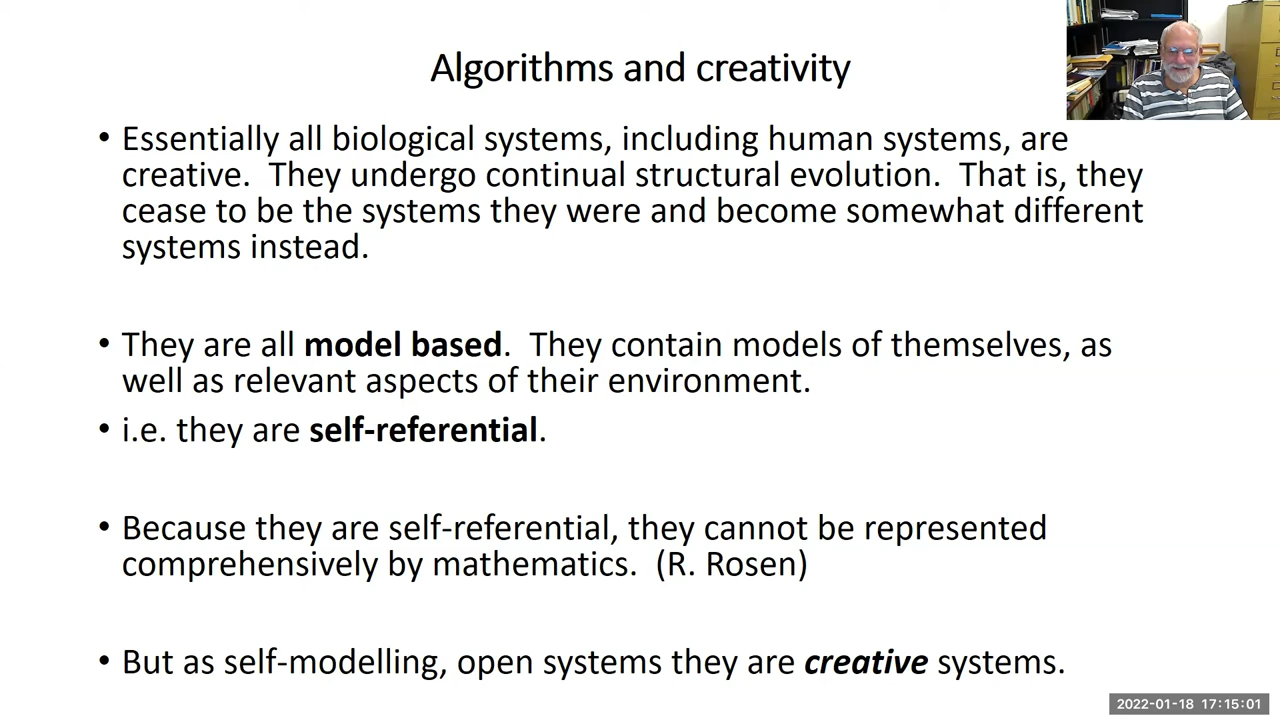 Algorithms and creativity
• Essentially all biological systems, including human systems, are
creative.  They undergo continual structural evolution.  That is, they
cease to be the systems they were and become somewhat different
systems instead.
• They are all model based.  They contain models of themselves, as
well as relevant aspects of their environment.
• i.e. they are self-referential.
• Because they are self-referential, they cannot be represented
comprehensively by mathematics.  (R. Rosen)
• But as self-modelling, open systems they are creative systems.
2022-01-18  17:15:01